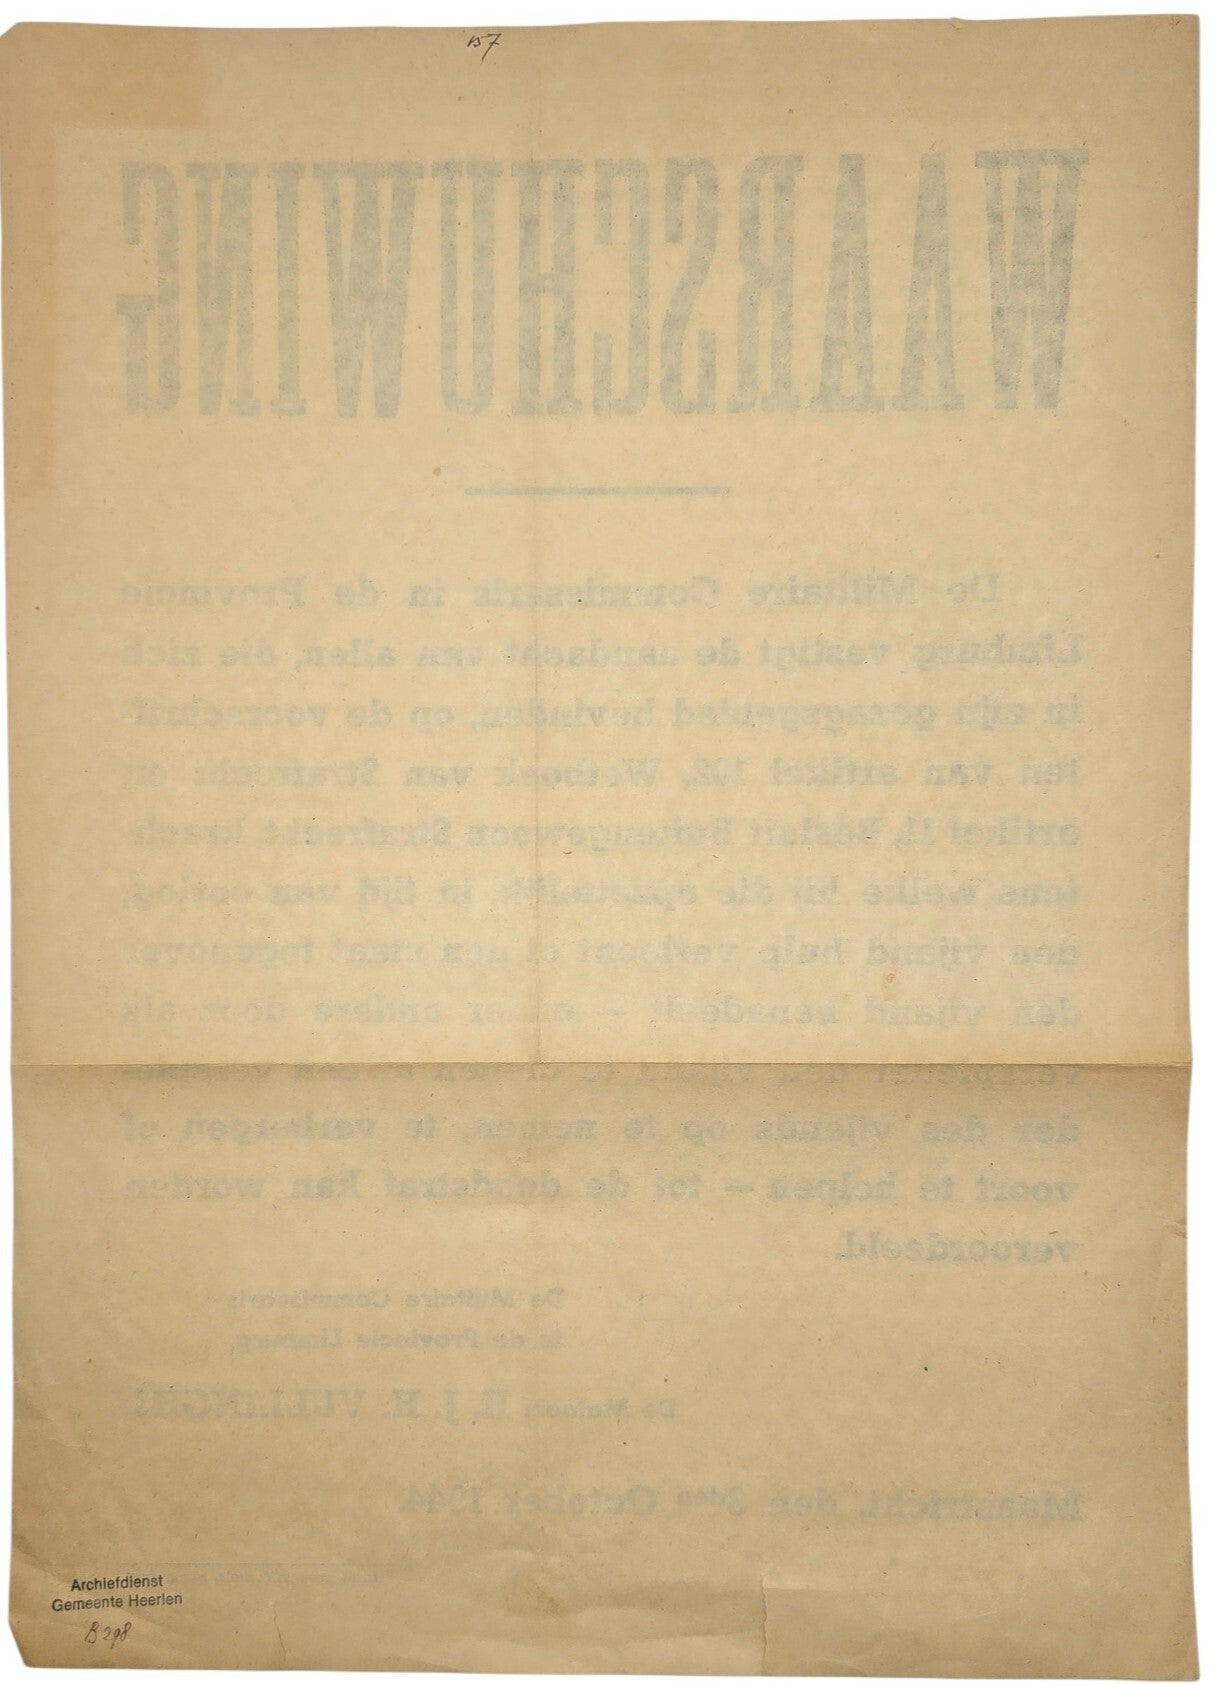 157
WAARSCHUWING
De Militaire Commissaris in de Provincie
Limburg vestigt de aandacht van allen, die zich
in zijn gezagsgebied bevinden, op de voorschrif-
ten van artikel 102, Wetboek van Strafrecht en
artikel 11, Besluit Buitengewoon Strafrecht krach-
tens welke hij die opzettelijk in tijd van oorlog,
den vijand hulp verleent of den staat tegenover
den vijand benadeelt — onder andere door als
verspieder den vijand te dienen of een verspie-
der des vijands op te nemen, te verbergen of
voort te helpen — tot de doodstraf kan worden
veroordeeld.
De Militaire Commissaris
in de Provincie Limburg,
De Majoor, H. J. H. VULLINGHS
Maastricht, den 3den October 1944.
Archiefdienst
Gemeente Heerlen
B 298